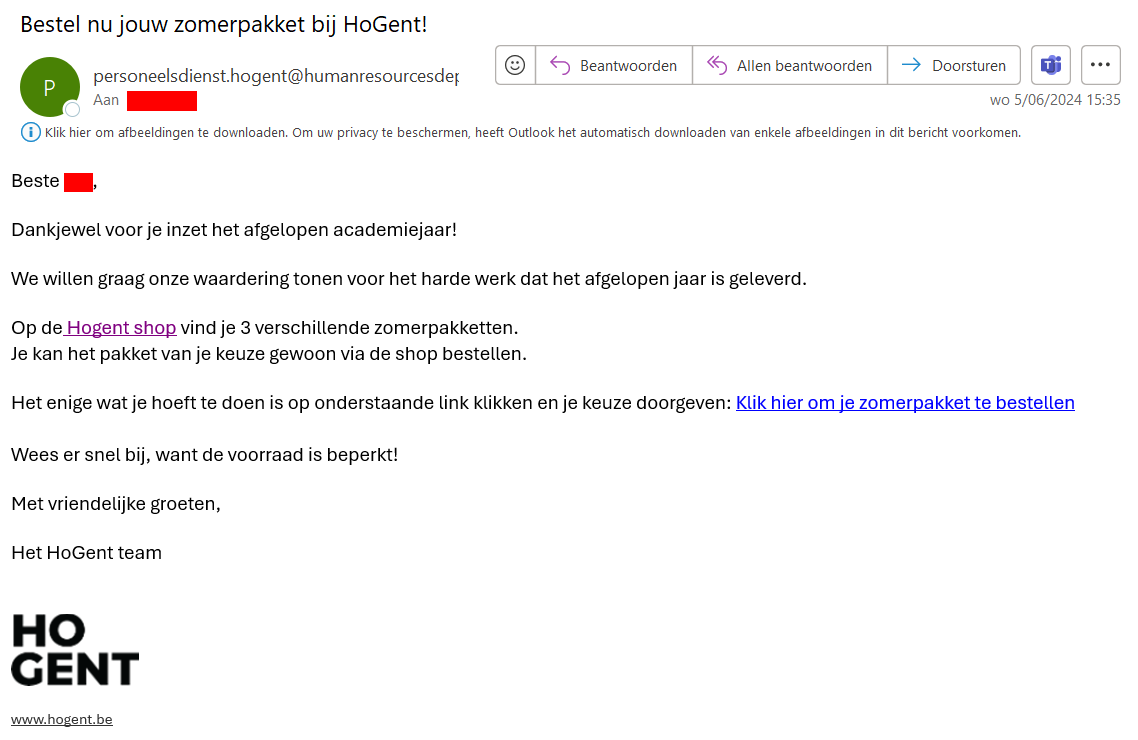 Bestel nu jouw zomerpakket bij HoGent!
P
personeelsdienst.hogent@humanresourcesdep
Beantwoorden
Allen beantwoorden
Doorsturen
Aan
wo 5/06/2024 15:35
Klik hier om afbeeldingen te downloaden. Om uw privacy te beschermen, heeft Outlook het automatisch downloaden van enkele afbeeldingen in dit bericht voorkomen.
Beste ,
Dankjewel voor je inzet het afgelopen academiejaar!
We willen graag onze waardering tonen voor het harde werk dat het afgelopen jaar is geleverd.
Op de Hogent shop vind je 3 verschillende zomerpakketten.
Je kan het pakket van je keuze gewoon via de shop bestellen.
Het enige wat je hoeft te doen is op onderstaande link klikken en je keuze doorgeven: Klik hier om je zomerpakket te bestellen
Wees er snel bij, want de voorraad is beperkt!
Met vriendelijke groeten,
Het HoGent team
HO
GENT
www.hogent.be